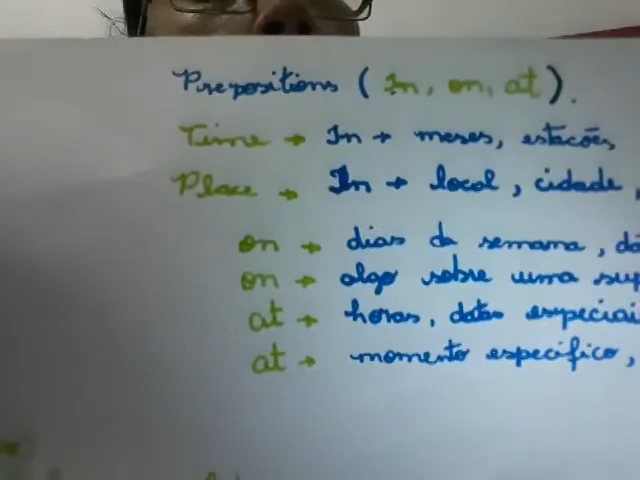 Prepositions (In, on, at).
Time → In → meses, estacões
Place → In → local, cidade,
on → dias da semana,
on → algo sobre uma
at → horas, datas especiais
at → momento específico,